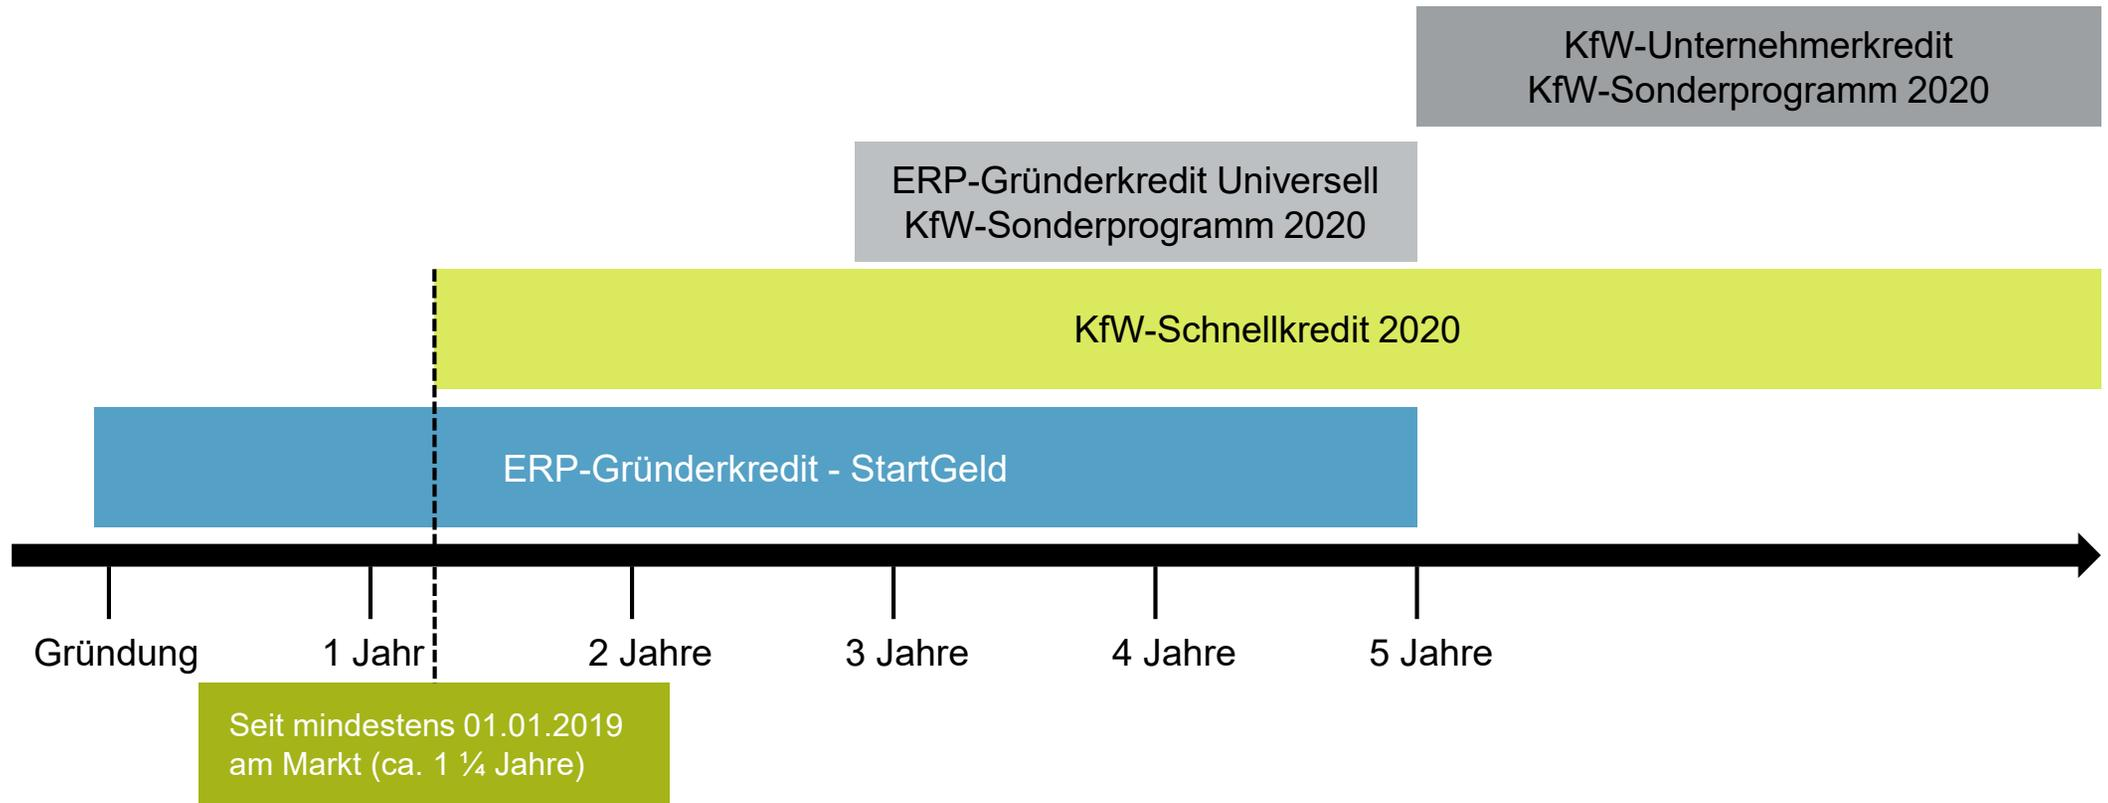 KfW-Unternehmerkredit
KfW-Sonderprogramm 2020
ERP-Gründerkredit Universell
KfW-Sonderprogramm 2020
KfW-Schnellkredit 2020
ERP-Gründerkredit - StartGeld
Gründung
1 Jahr
2 Jahre
3 Jahre
4 Jahre
5 Jahre
Seit mindestens 01.01.2019
am Markt (ca. 1 ¼ Jahre)